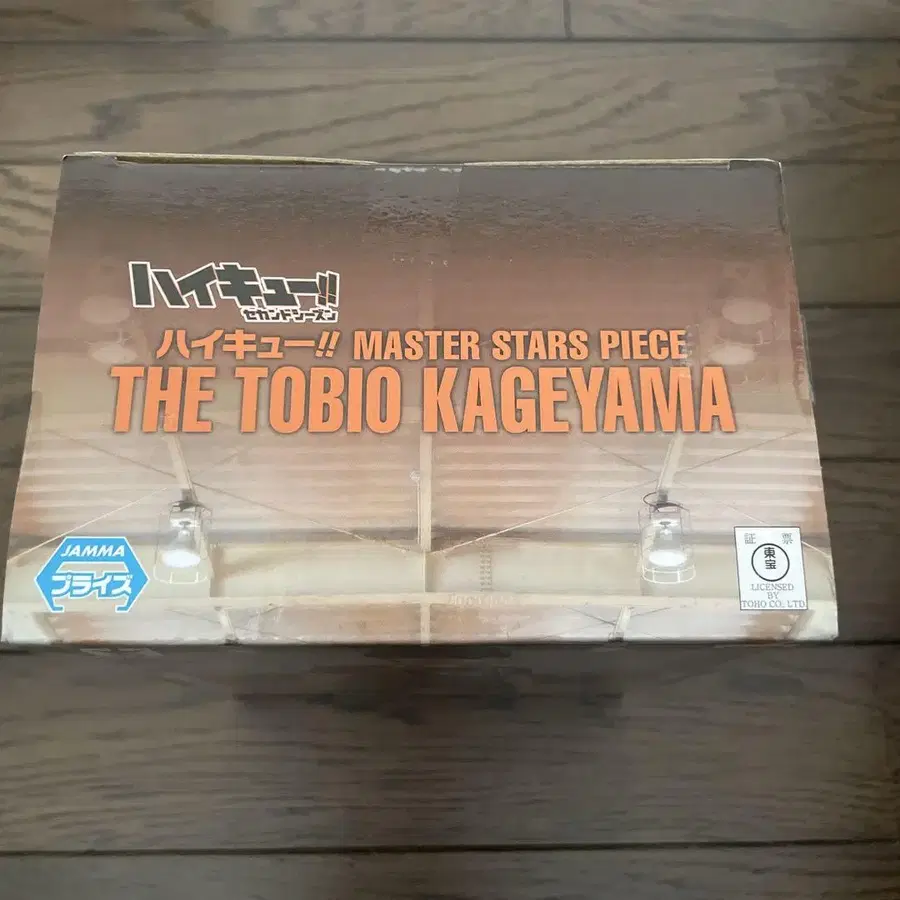 ハイキュー!!
セカンドシーズン
ハイキュー!! MASTER STARS PIECE
THE TOBIO KAGEYAMA
JAMMA
プライズ
証 票
東宝
LICENSED
BY
TOHO CO., LTD.